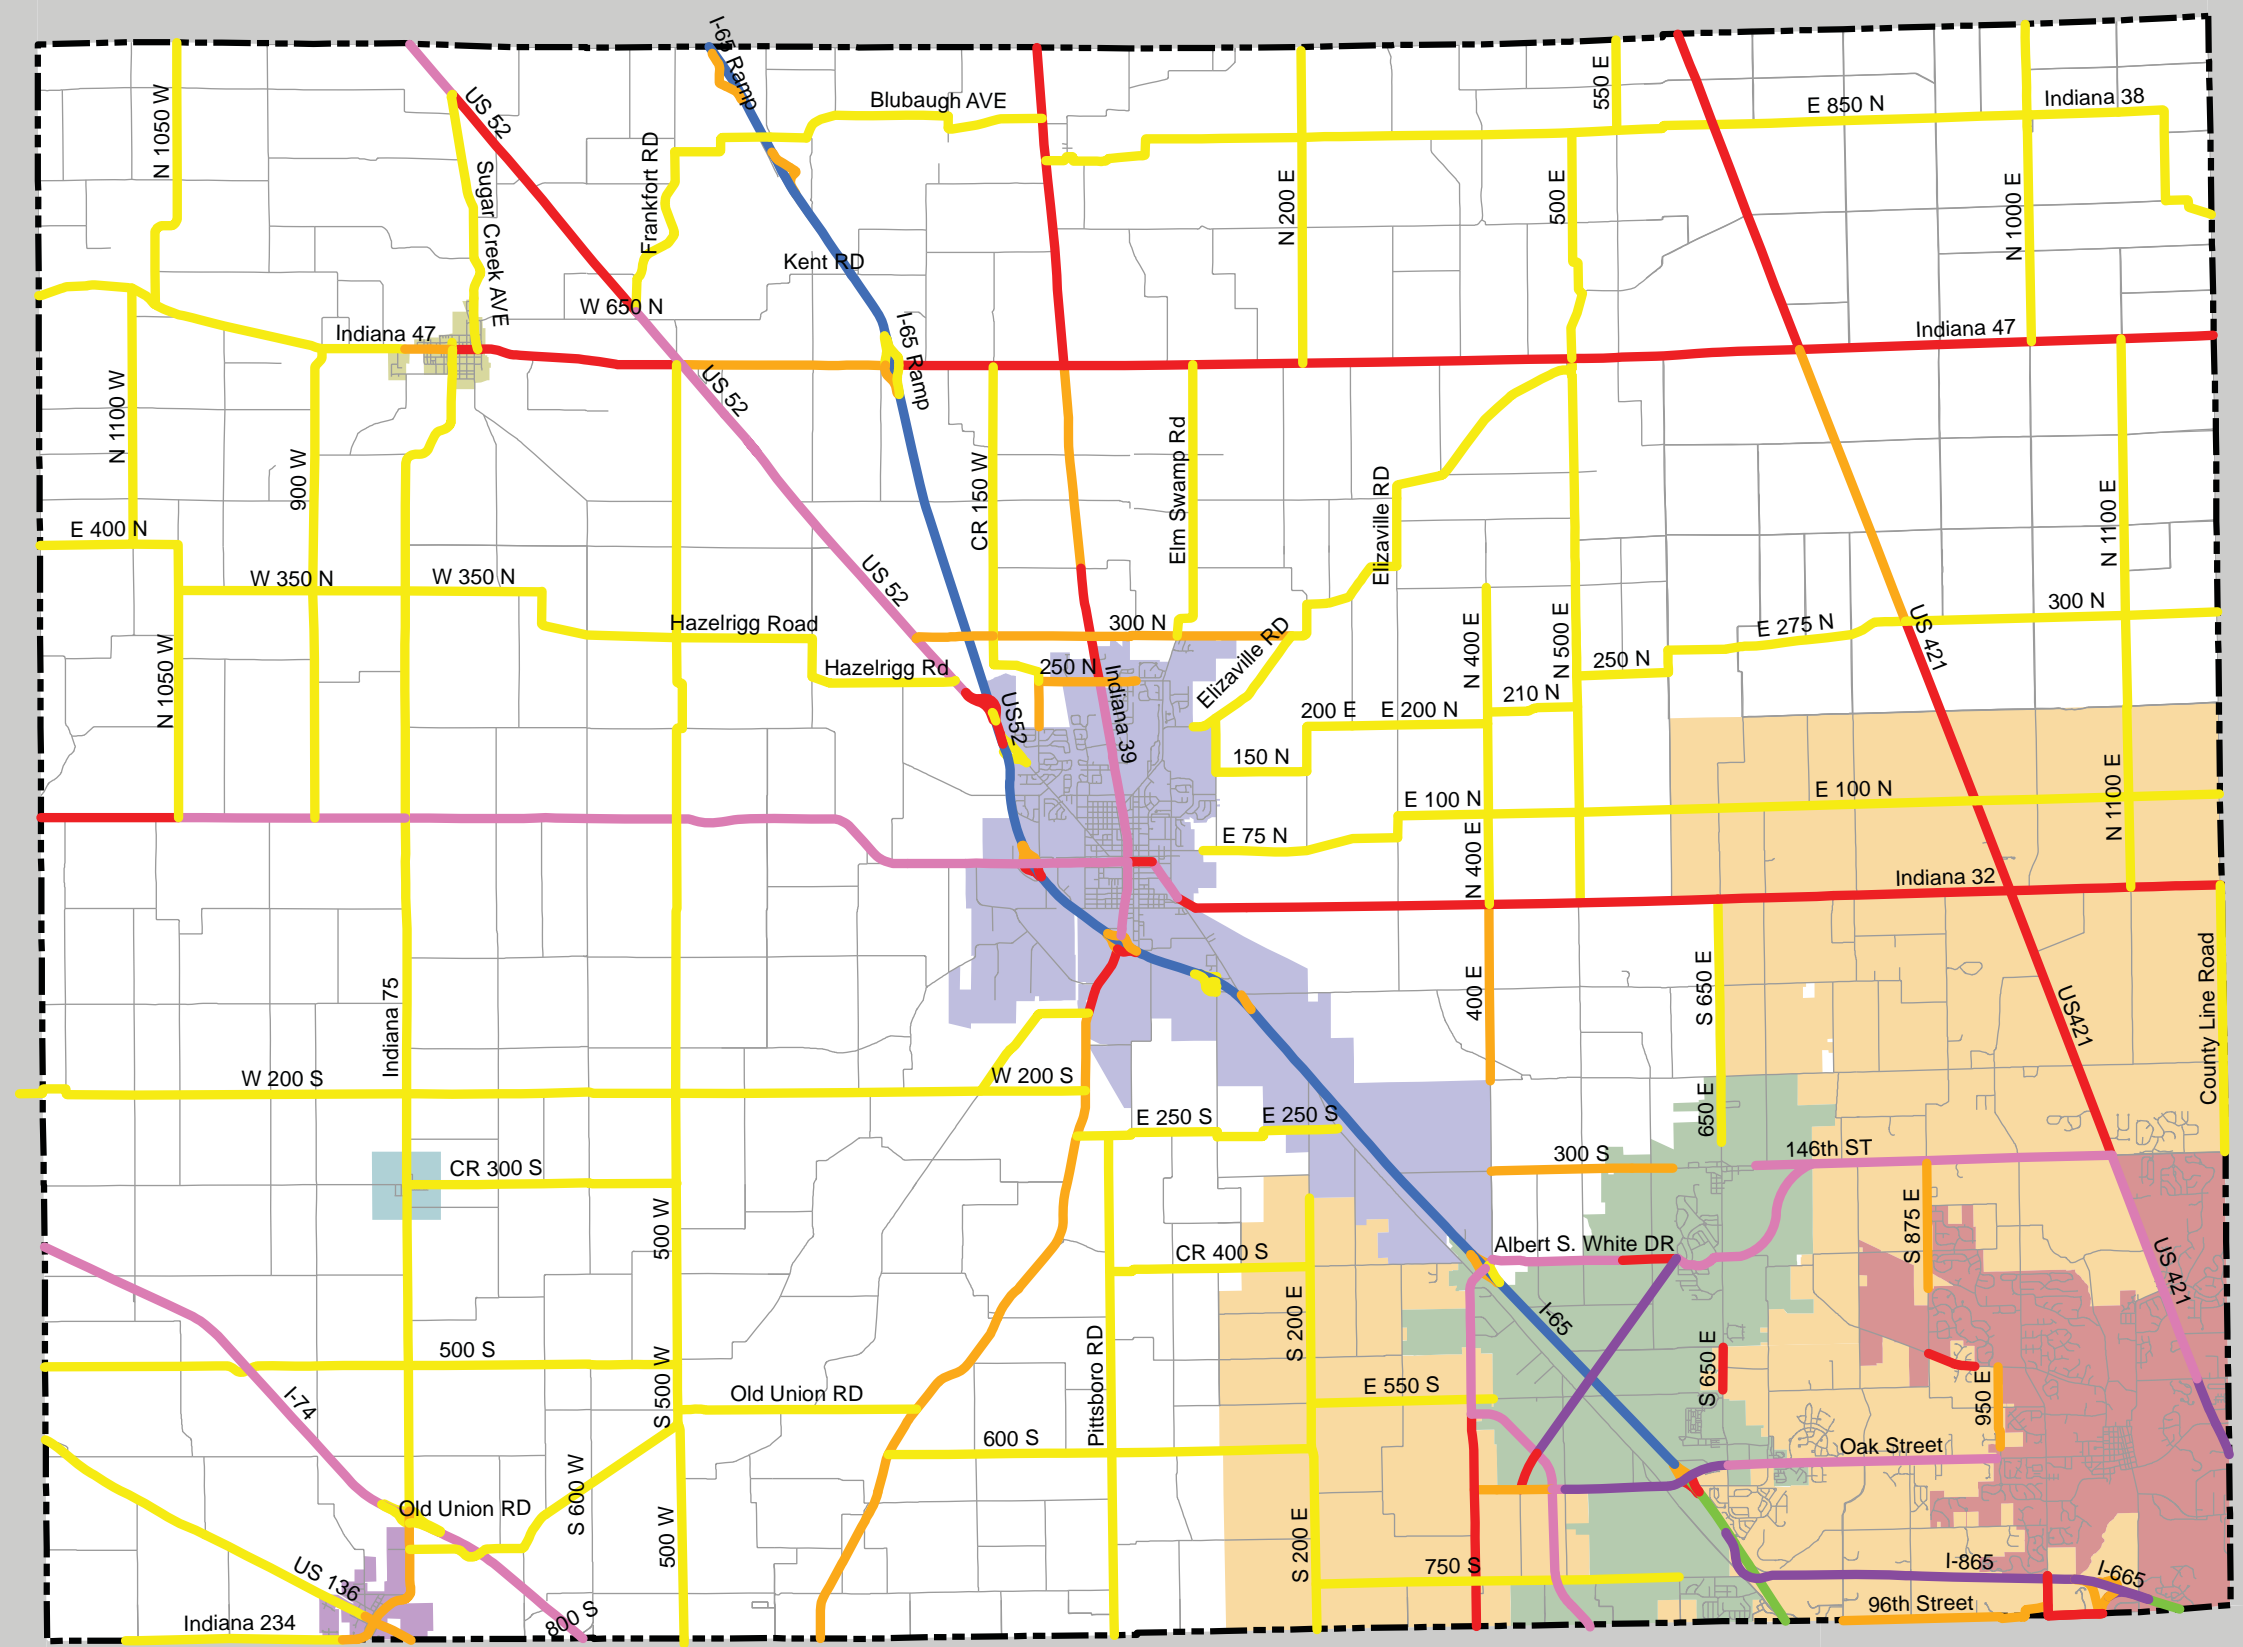 I-65 Ramp
550 E
N 1050 W
US 52
Blubaugh AVE
E 850 N
Indiana 38
Frankfort RD
Sugar Creek AVE
N 200 E
500 E
N 1000 E
Kent RD
W 650 N
Indiana 47
I-65 Ramp
Indiana 47
US 52
N 1100 W
900 W
CR 150 W
Elm Swamp Rd
Elizaville RD
N 1100 E
E 400 N
W 350 N
W 350 N
US 52
Hazelrigg Road
300 N
Elizaville RD
N 400 E
N 500 E
E 275 N
300 N
US 421
N 1050 W
Hazelrigg Rd
250 N
250 N
210 N
US52
Indiana 39
200 E
E 200 N
150 N
E 100 N
E 100 N
N 1100 E
E 75 N
N 400 E
Indiana 32
400 E
S 650 E
US421
County Line Road
Indiana 75
W 200 S
W 200 S
E 250 S
E 250 S
650 E
CR 300 S
300 S
146th ST
500 W
CR 400 S
Albert S. White DR
S 875 E
US 421
S 200 E
I-65
500 S
S 500 W
Pittsboro RD
S 650 E
I-74
Old Union RD
E 550 S
950 E
600 S
Oak Street
Old Union RD
S 600 W
500 W
S 200 E
US 136
750 S
I-865
I-665
Indiana 234
800 S
96th Street